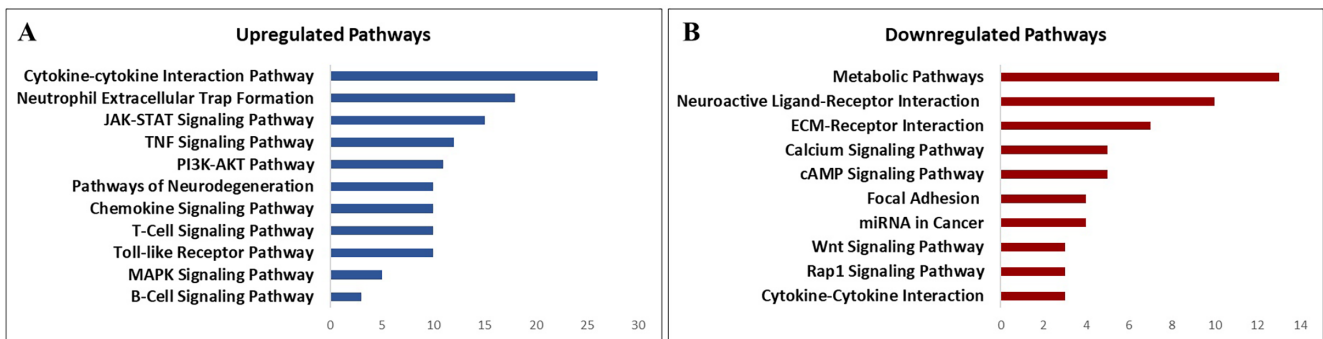 A
Upregulated Pathways
Cytokine-cytokine Interaction Pathway
Neutrophil Extracellular Trap Formation
JAK-STAT Signaling Pathway
TNF Signaling Pathway
PI3K-AKT Pathway
Pathways of Neurodegeneration
Chemokine Signaling Pathway
T-Cell Signaling Pathway
Toll-like Receptor Pathway
MAPK Signaling Pathway
B-Cell Signaling Pathway
0 5 10 15 20 25 30
B
Downregulated Pathways
Metabolic Pathways
Neuroactive Ligand-Receptor Interaction
ECM-Receptor Interaction
Calcium Signaling Pathway
cAMP Signaling Pathway
Focal Adhesion
miRNA in Cancer
Wnt Signaling Pathway
Rap1 Signaling Pathway
Cytokine-Cytokine Interaction
0 2 4 6 8 10 12 14